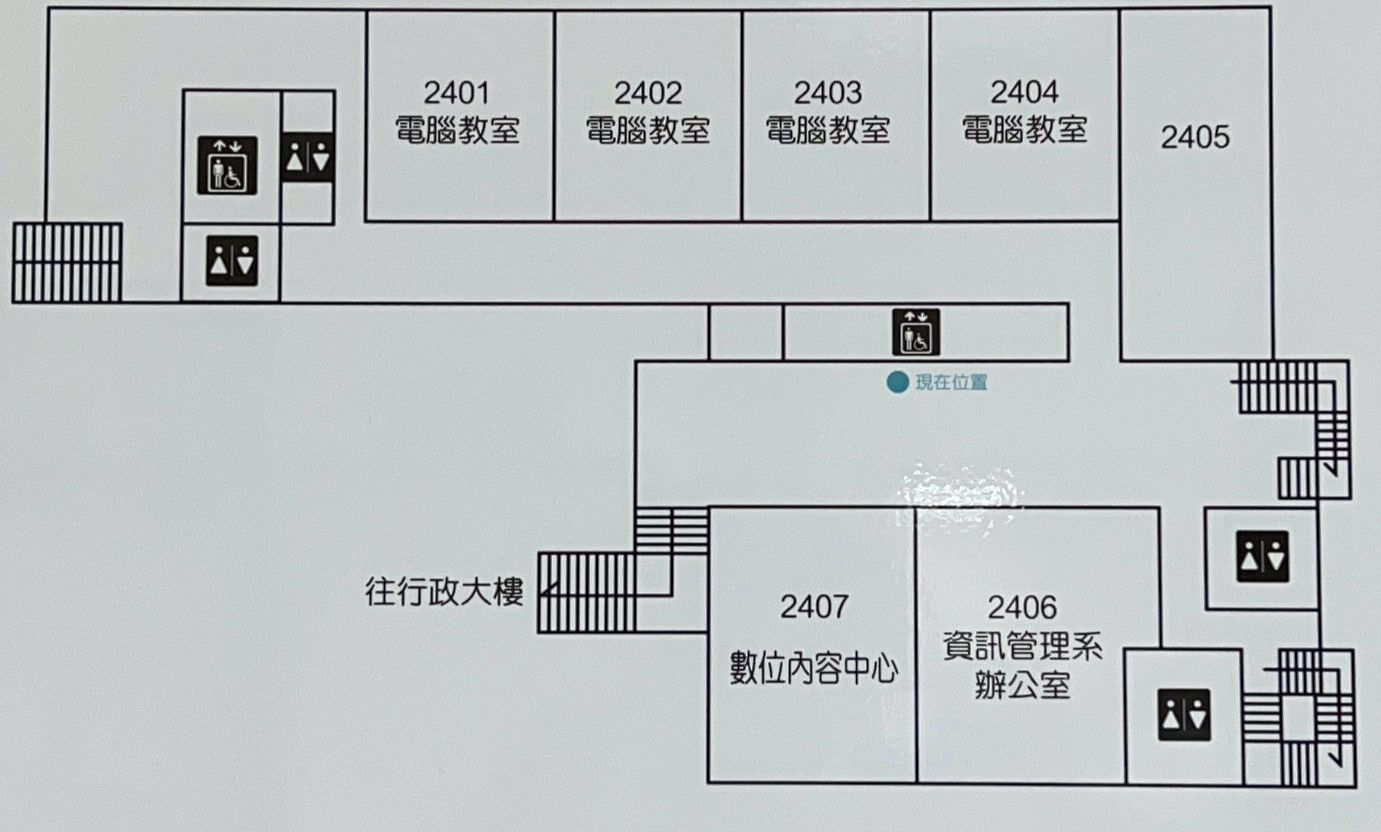 2401
電腦教室
2402
電腦教室
2403
電腦教室
2404
電腦教室
2405
現在位置
往行政大樓
2407
數位內容中心
2406
資訊管理系
辦公室